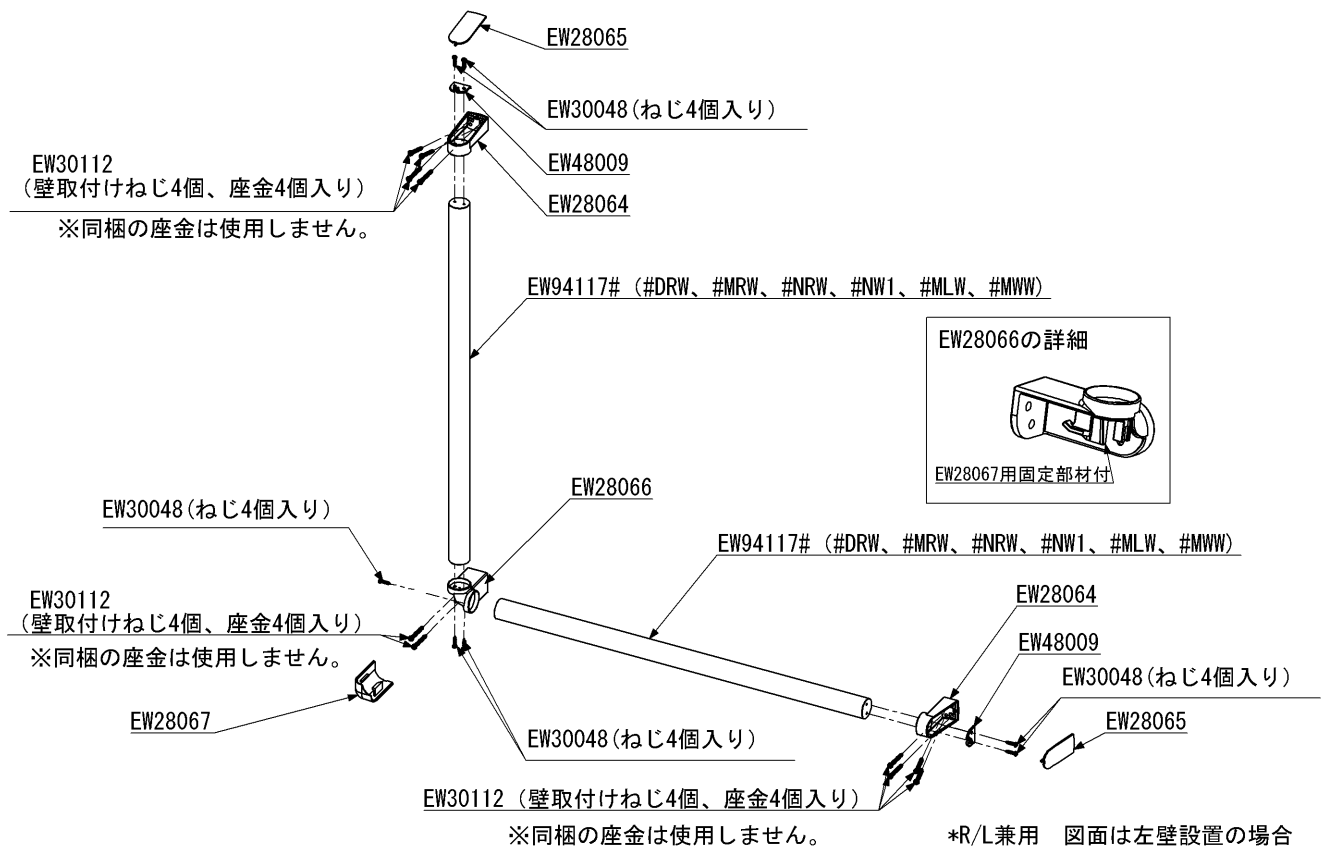 EW28065
EW30048(ねじ4個入り)
EW48009
EW28064
EW30112
(壁取付けねじ4個、座金4個入り)
※同梱の座金は使用しません。
EW94117# (#DRW、#MRW、#NRW、#NW1、#MLW、#MWW)
EW28066の詳細
EW28067用固定部材付
EW28066
EW30048(ねじ4個入り)
EW94117# (#DRW、#MRW、#NRW、#NW1、#MLW、#MWW)
EW30112
(壁取付けねじ4個、座金4個入り)
※同梱の座金は使用しません。
EW28064
EW48009
EW30048(ねじ4個入り)
EW28067
EW28065
EW30048(ねじ4個入り)
EW30112 (壁取付けねじ4個、座金4個入り)
※同梱の座金は使用しません。
*R/L兼用 図面は左壁設置の場合